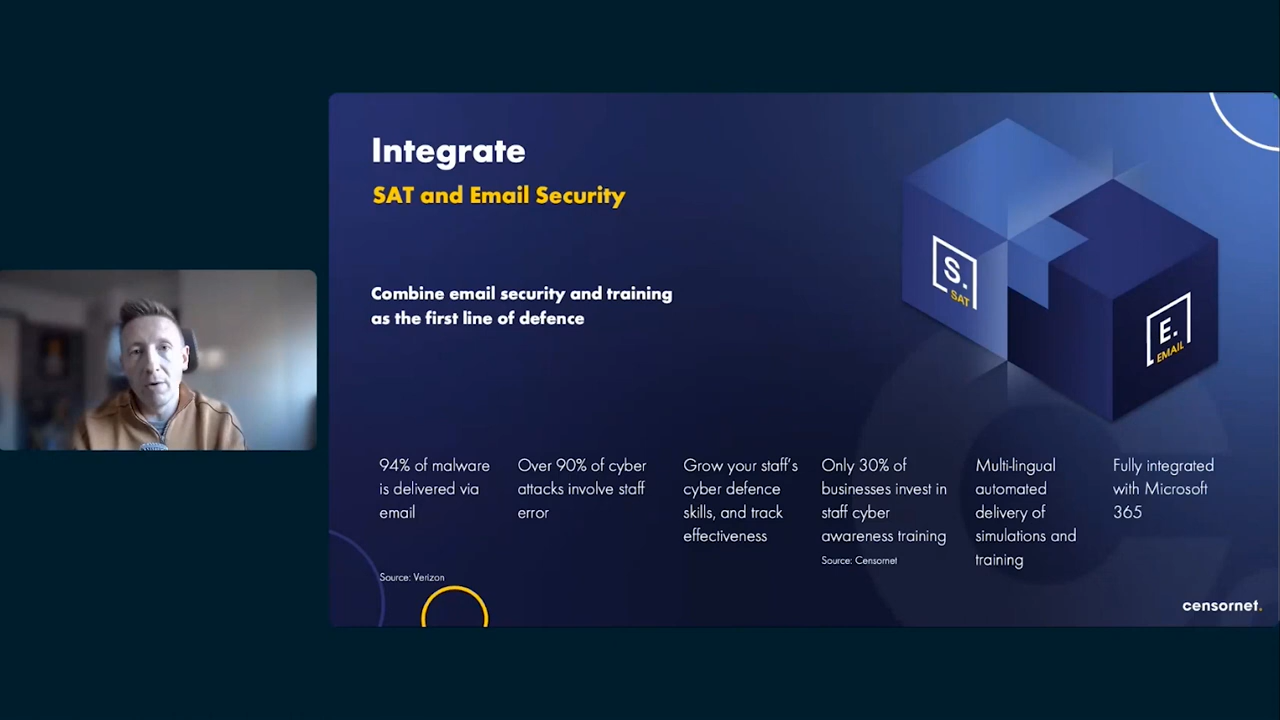 Integrate
SAT and Email Security
Combine email security and training
as the first line of defence
S.
SAT
E.
EMAIL
94% of malware
is delivered via
email
Source: Verizon
Over 90% of cyber
attacks involve staff
error
Grow your staff's
cyber defence
skills, and track
effectiveness
Only 30% of
businesses invest in
staff cyber
awareness training
Source: Censornet
Multi-lingual
automated
delivery of
simulations and
training
Fully integrated
with Microsoft
365
censornet.